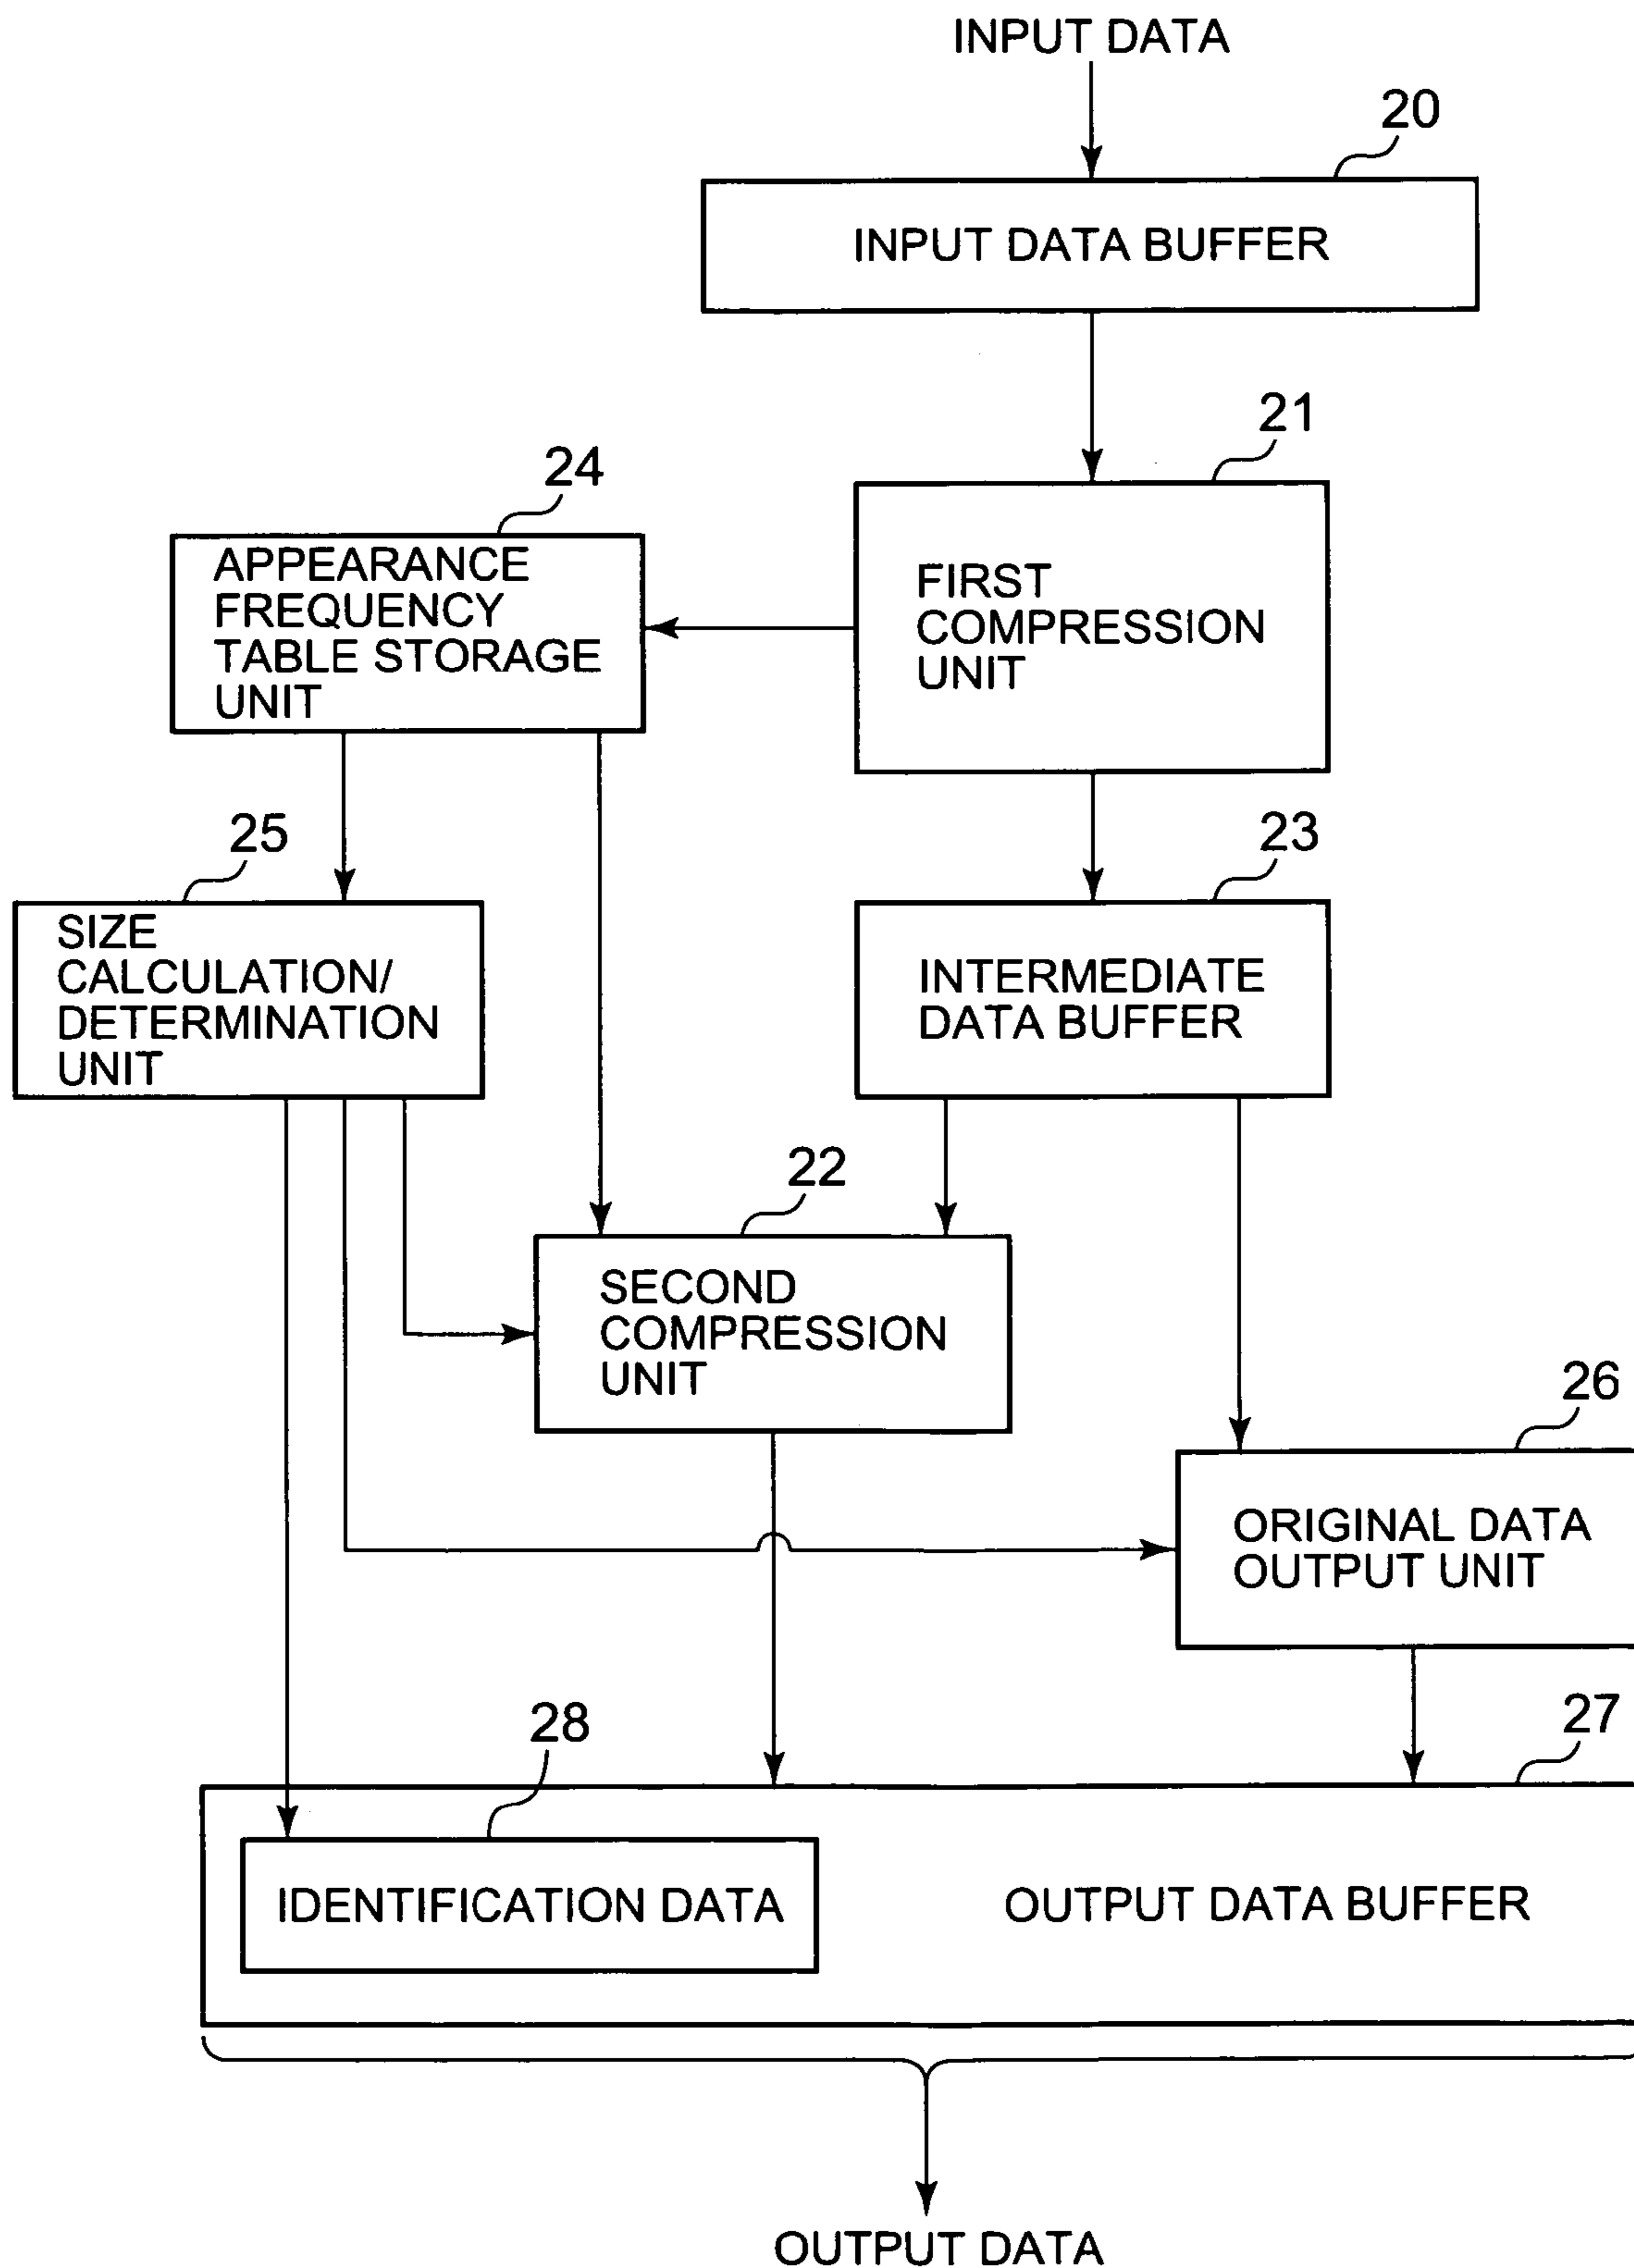 INPUT DATA
20
INPUT DATA BUFFER
21
24
APPEARANCE
FREQUENCY
TABLE STORAGE
UNIT
FIRST
COMPRESSION
UNIT
25
23
SIZE
CALCULATION/
DETERMINATION
UNIT
INTERMEDIATE
DATA BUFFER
22
SECOND
COMPRESSION
UNIT
26
ORIGINAL DATA
OUTPUT UNIT
28
27
IDENTIFICATION DATA
OUTPUT DATA BUFFER
OUTPUT DATA